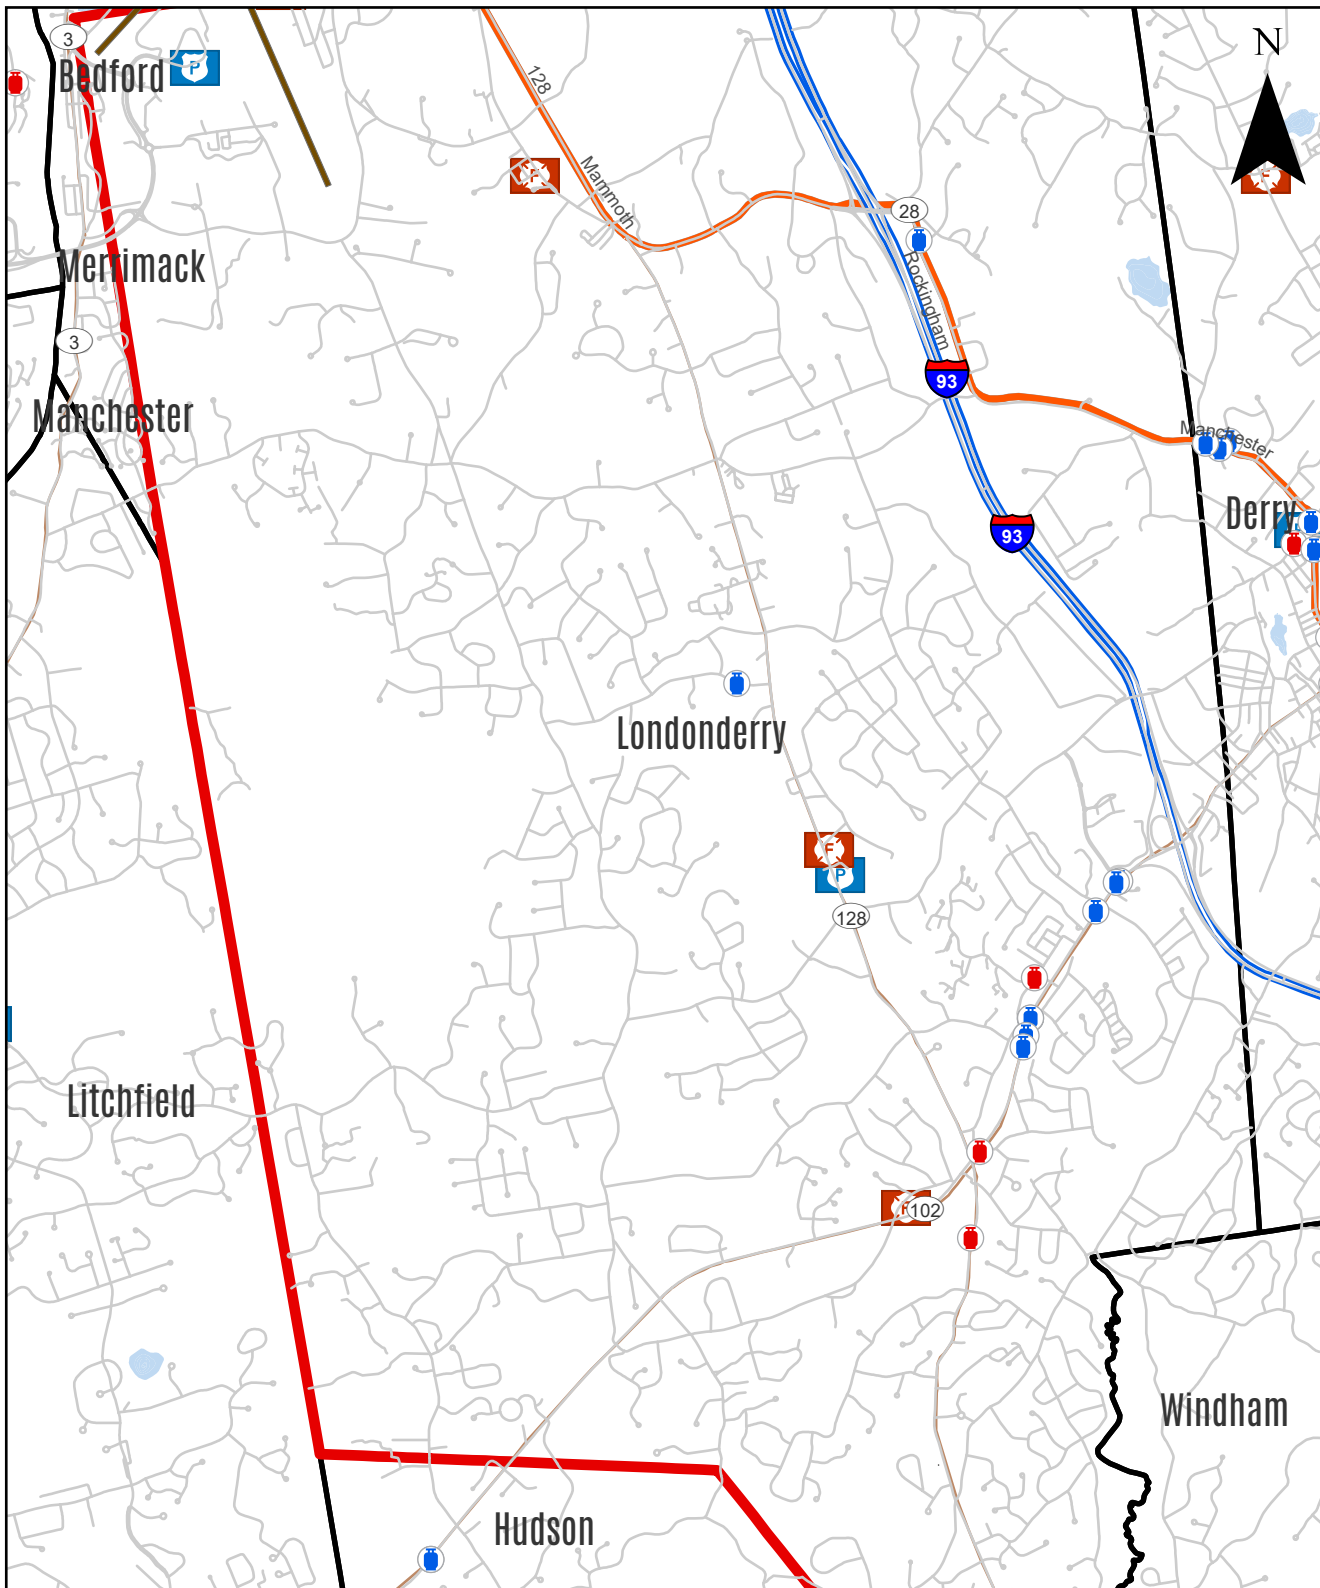 3
Bedford
P
N
128
F
F
Mammoth
28
Merrimack
Rockingham
3
93
Manchester
Manchester
Derry
93
Londonderry
F
P
128
Litchfield
102
Windham
Hudson